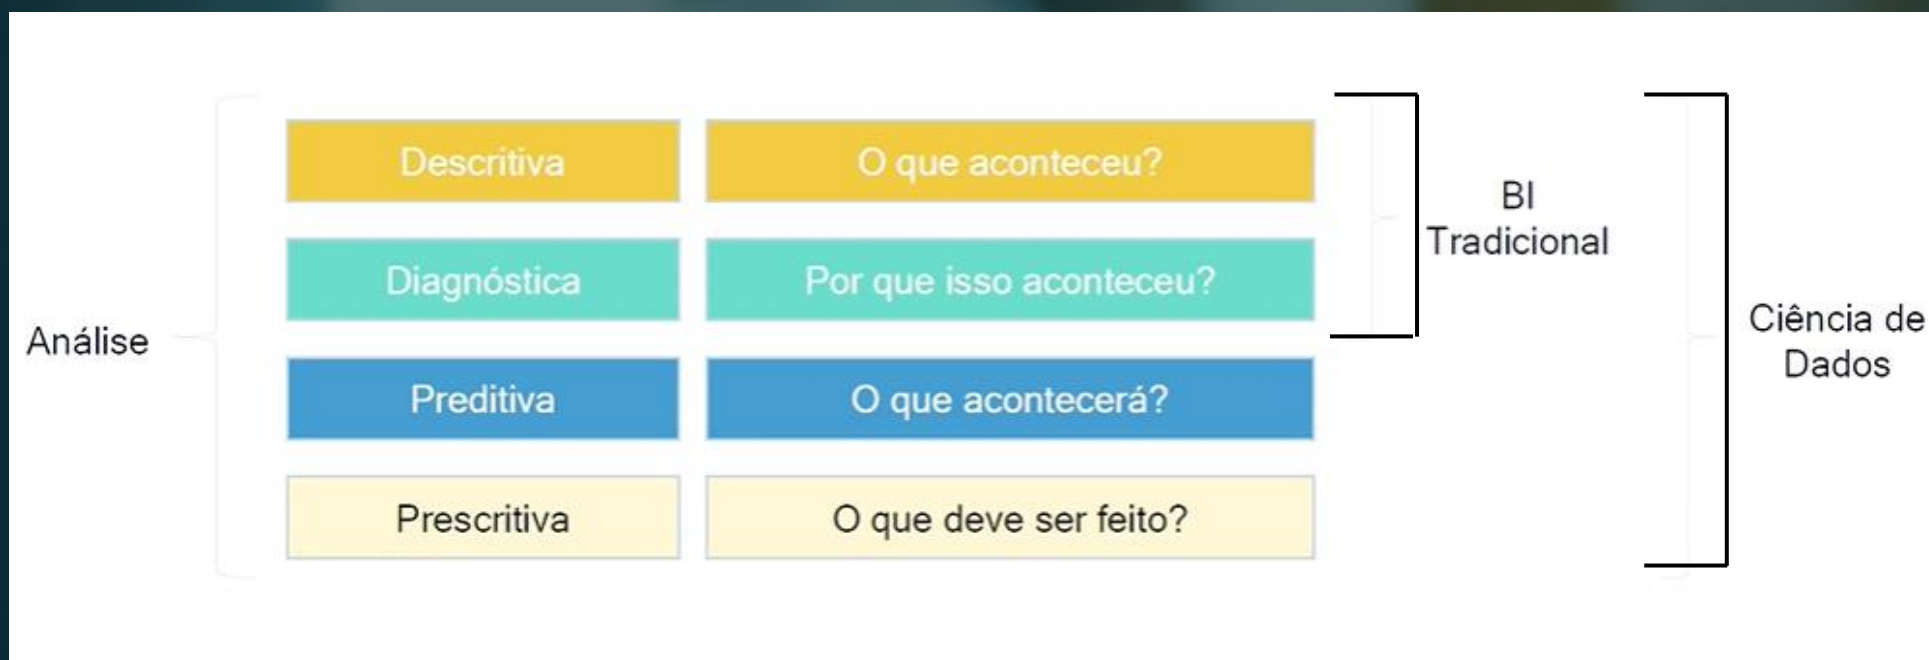 Análise
Descritiva
O que aconteceu?
Diagnóstica
Por que isso aconteceu?
Preditiva
O que acontecerá?
Prescritiva
O que deve ser feito?
BI
Tradicional
Ciência de
Dados